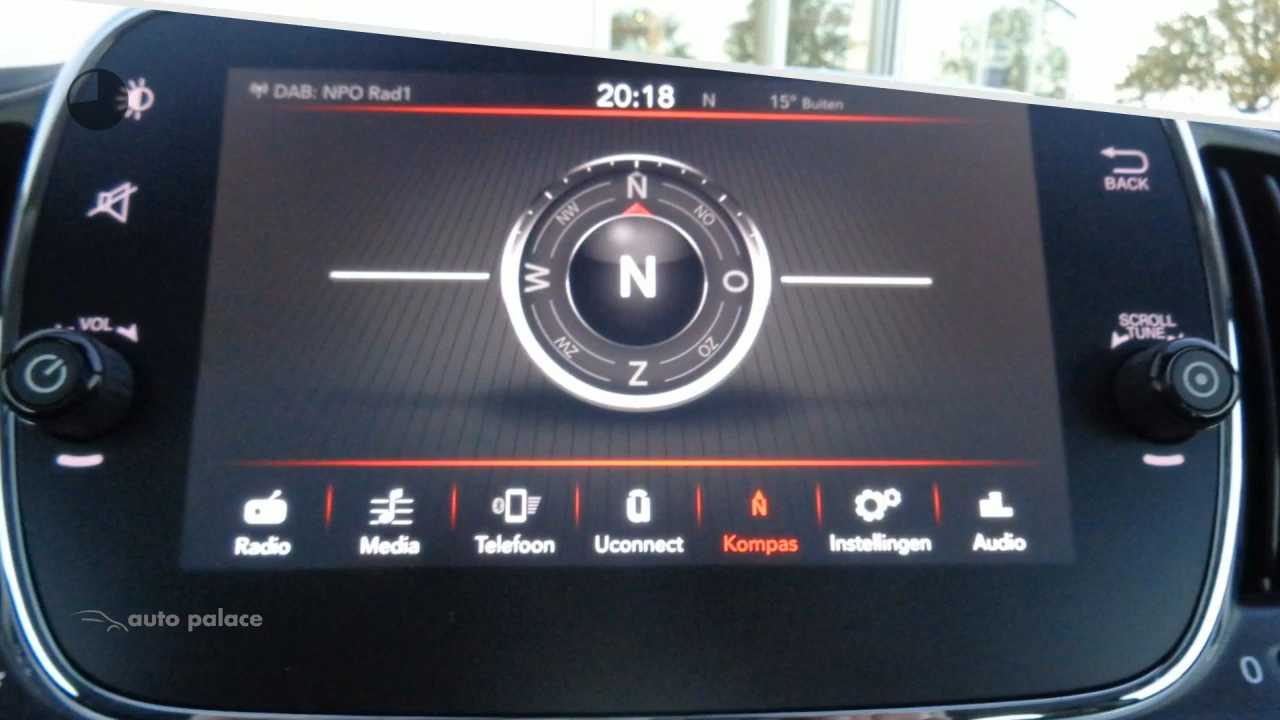 DAB: NPO Rad1 20:18 N 15° Buiten
BACK
N
NW NO
W N O
ZW ZO
Z
VOL
SCROLL
TUNE
Radio Media Telefoon Uconnect Kompas Instellingen Audio
auto palace
0